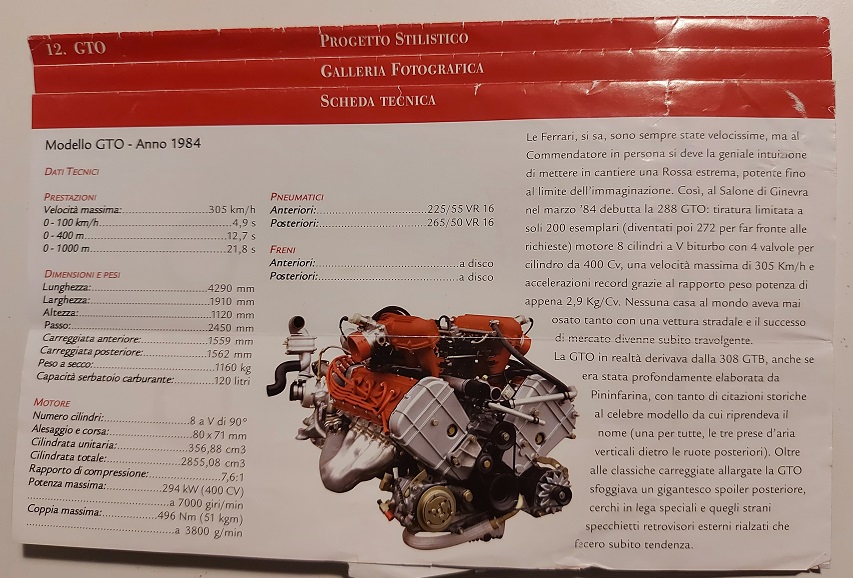 12. GTO
PROGETTO STILISTICO
GALLERIA FOTOGRAFICA
SCHEDA TECNICA
Modello GTO - Anno 1984
DATI TECNICI
PRESTAZIONI
Velocità massima:...305 km/h
0 - 100 km/h...4,9 s
0 - 400 m...12,7 s
0 - 1000 m...21,8 s
DIMENSIONI E PESI
Lunghezza:...4290 mm
Larghezza:...1910 mm
Altezza:...1120 mm
Passo:...2450 mm
Carreggiata anteriore:...1559 mm
Carreggiata posteriore:...1562 mm
Peso a secco:...1160 kg
Capacità serbatoio carburante:...120 litri
MOTORE
Numero cilindri:...8 a V di 90°
Alesaggio e corsa:...80 x 71 mm
Cilindrata unitaria:...356,88 cm3
Cilindrata totale:...2855,08 cm3
Rapporto di compressione:...7,6:1
Potenza massima:...294 kW (400 CV)
...a 7000 giri/min
Coppia massima:...496 Nm (51 kgm)
...a 3800 g/min
PNEUMATICI
Anteriori:...225/55 VR 16
Posteriori:...265/50 VR 16
FRENI
Anteriori:...a disco
Posteriori:...a disco
Le Ferrari, si sa, sono sempre state velocissime, ma al
Commendatore in persona si deve la geniale intuizione
di mettere in cantiere una Rossa estrema, potente fino
al limite dell'immaginazione. Così, al Salone di Ginevra
nel marzo '84 debutta la 288 GTO: tiratura limitata a
soli 200 esemplari (diventati poi 272 per far fronte alle
richieste) motore 8 cilindri a V biturbo con 4 valvole per
cilindro da 400 Cv, una velocità massima di 305 Km/h e
accelerazioni record grazie al rapporto peso potenza di
appena 2,9 Kg/Cv. Nessuna casa al mondo aveva mai
osato tanto con una vettura stradale e il successo
di mercato divenne subito travolgente.
La GTO in realtà derivava dalla 308 GTB, anche se
era stata profondamente elaborata da
Pininfarina, con tanto di citazioni storiche
al celebre modello da cui riprendeva il
nome (una per tutte, le tre prese d'aria
verticali dietro le ruote posteriori). Oltre
alle classiche carreggiate allargate la GTO
sfoggiava un gigantesco spoiler posteriore,
cerchi in lega speciali e quegli strani
specchietti retrovisori esterni rialzati che
fecero subito tendenza.